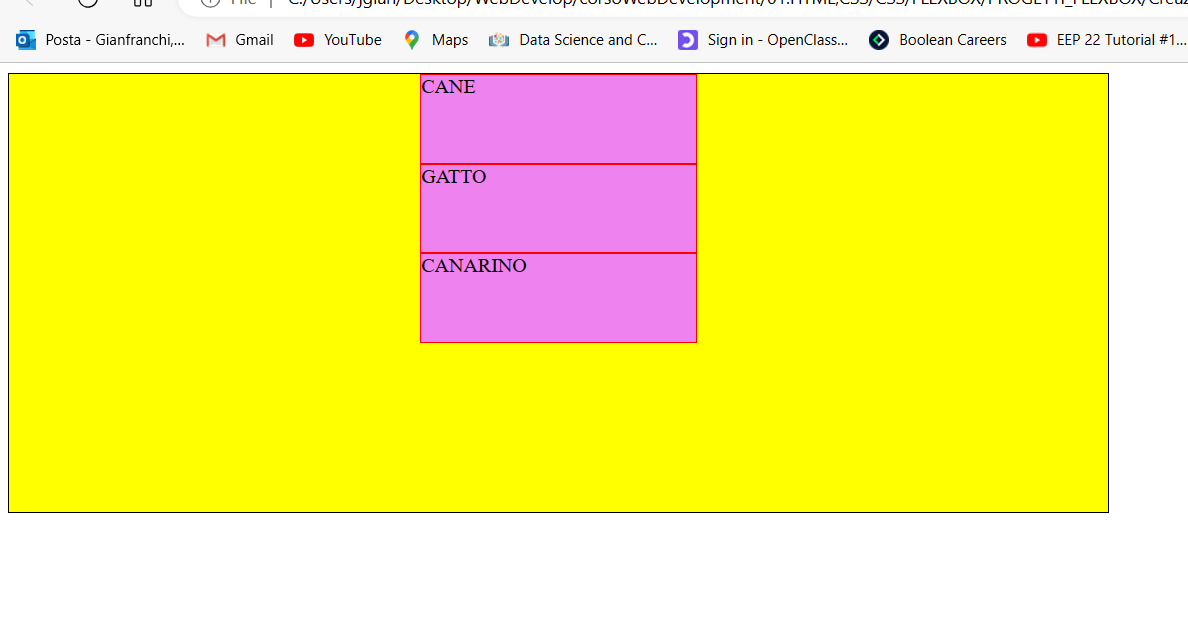 File | C:/Users/jgian/Desktop/WebDevelop/corsoWebDevelopment/01.HTML,CSS/CSS/FLEXBOX/PROGETTI_FLEXBOX/Creaz
Posta - Gianfranchi,... Gmail YouTube Maps Data Science and C... Sign in - OpenClass... Boolean Careers EEP 22 Tutorial #1...
CANE
GATTO
CANARINO